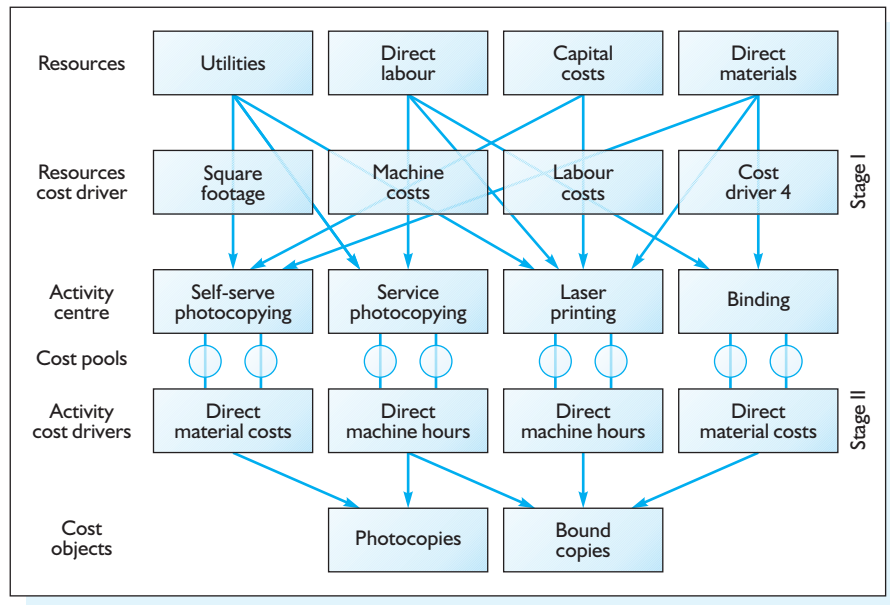 Resources
Utilities
Direct
labour
Capital
costs
Direct
materials
Resources
cost driver
Square
footage
Machine
costs
Labour
costs
Cost
driver 4
Stage I
Activity
centre
Self-serve
photocopying
Service
photocopying
Laser
printing
Binding
Cost pools
Activity
cost drivers
Direct
material costs
Direct
machine hours
Direct
machine hours
Direct
material costs
Stage II
Cost
objects
Photocopies
Bound
copies